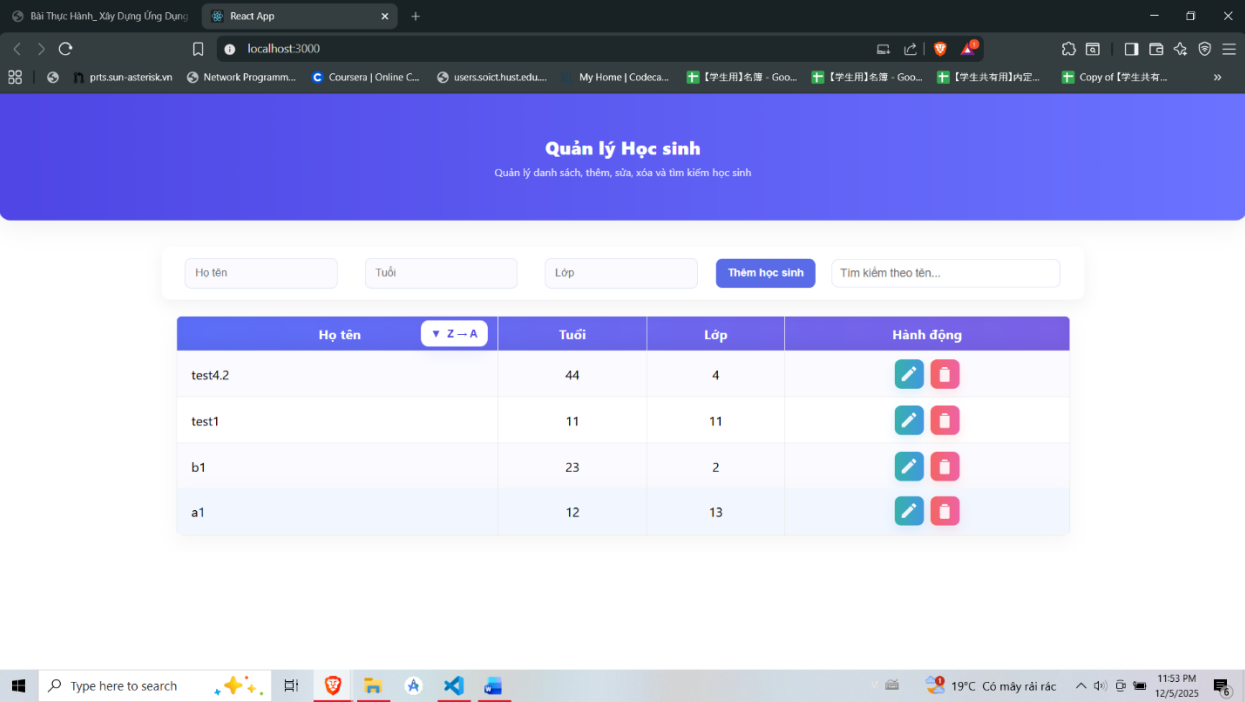 Bài Thực Hành_ Xây Dựng Ứng Dụng
React App
localhost:3000
1
prts.sun-asterisk.vn
Network Programm...
Coursera | Online C...
users.soict.hust.edu....
My Home | Codeca...
【学生用】名簿 - Goo...
【学生用】名簿 - Goo...
【学生共有用】内定...
Copy of 【学生共有...
»
Quản lý Học sinh
Quản lý danh sách, thêm, sửa, xóa và tìm kiếm học sinh
Họ tên
Tuổi
Lớp
Thêm học sinh
Tìm kiếm theo tên...
Họ tên
▼ Z → A
Tuổi
Lớp
Hành động
test4.2
44
4
test1
11
11
b1
23
2
a1
12
13
Type here to search
1
19°C Có mây rải rác
11:53 PM
12/5/2025
6